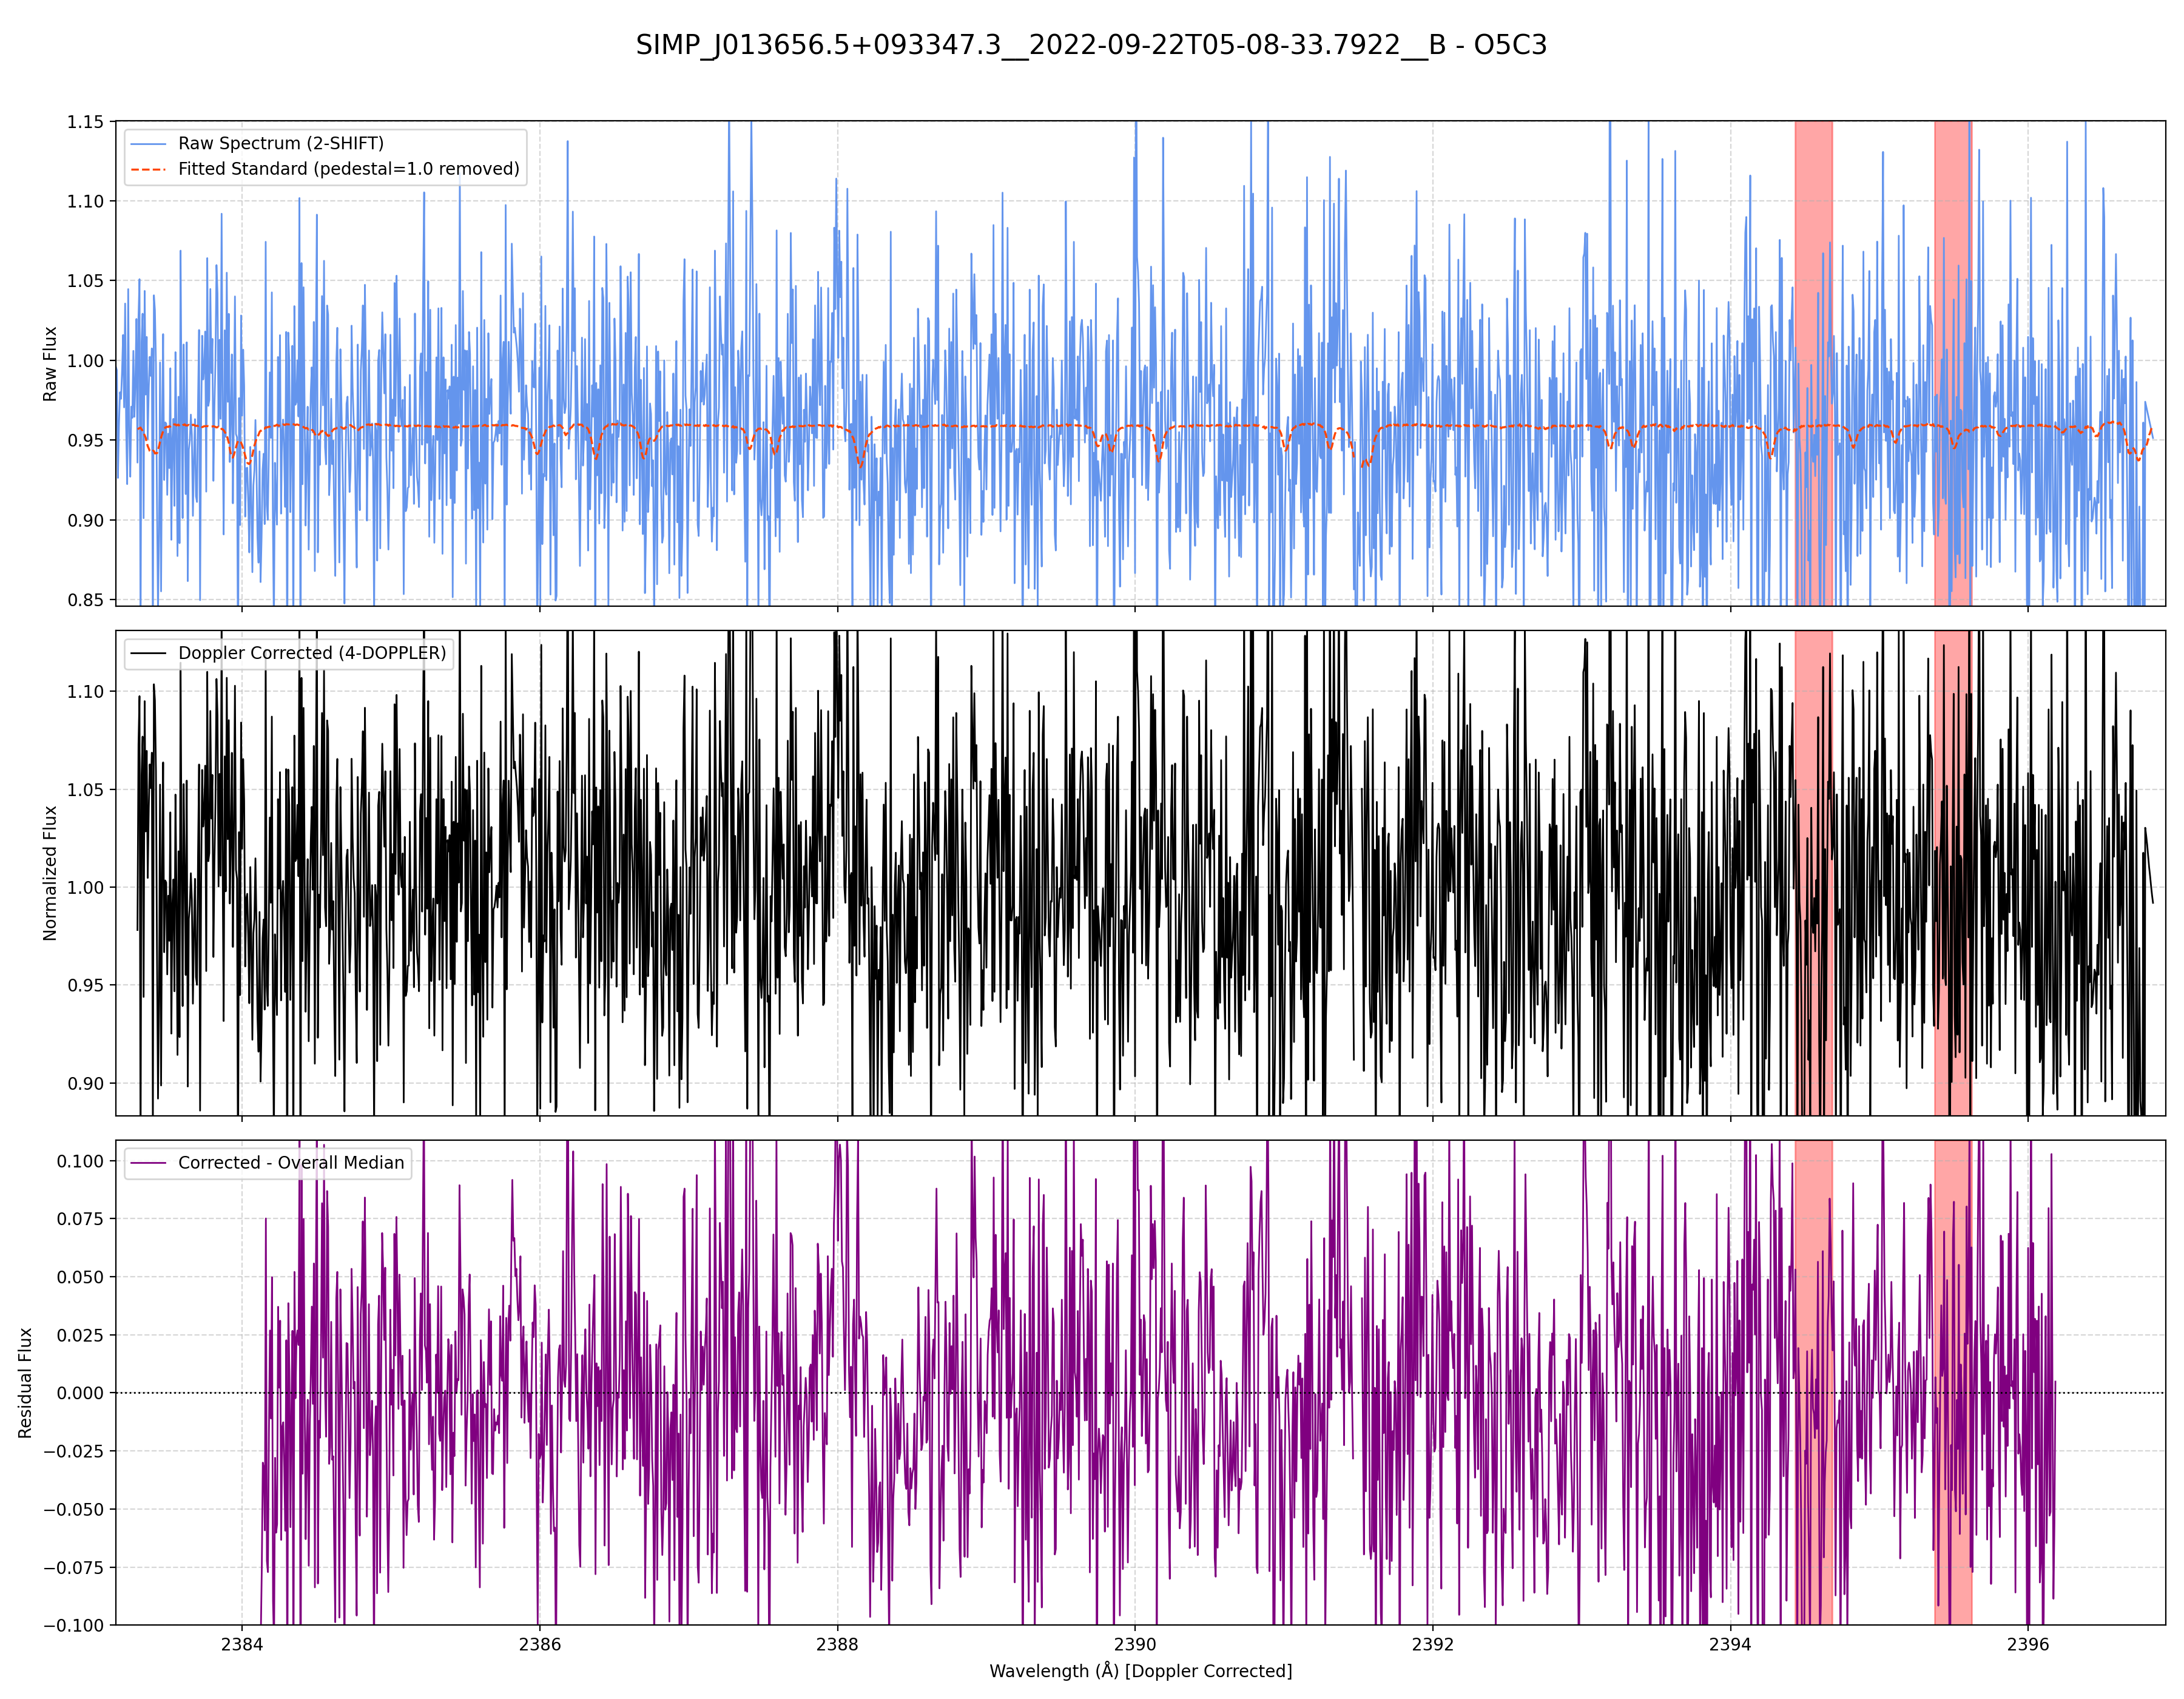 SIMP_J013656.5+093347.3__2022-09-22T05-08-33.7922__B - O5C3
Raw Flux
1.15
1.10
1.05
1.00
0.95
0.90
0.85
Raw Spectrum (2-SHIFT)
Fitted Standard (pedestal=1.0 removed)
Normalized Flux
1.10
1.05
1.00
0.95
0.90
Doppler Corrected (4-DOPPLER)
Residual Flux
0.100
0.075
0.050
0.025
0.000
−0.025
−0.050
−0.075
−0.100
Corrected - Overall Median
2384 2386 2388 2390 2392 2394 2396
Wavelength (Å) [Doppler Corrected]